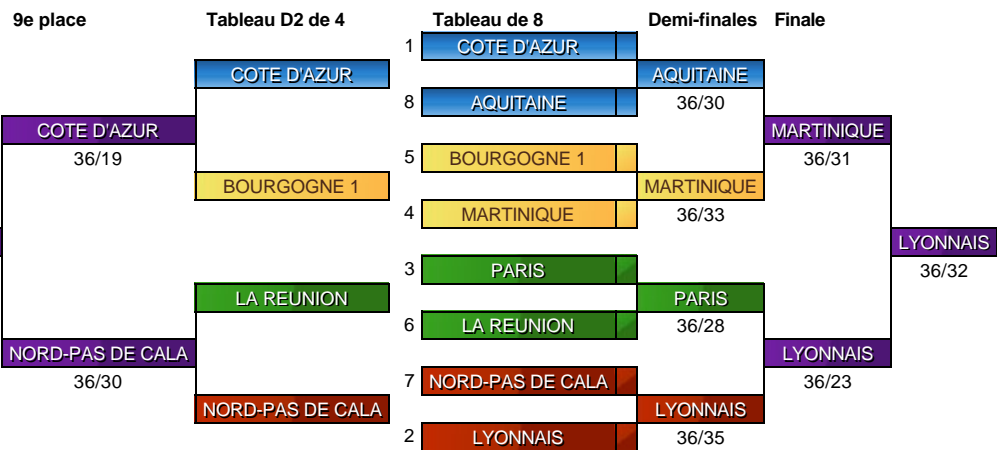 9e place Tableau D2 de 4 Tableau de 8 Demi-finales Finale
1 COTE D'AZUR
COTE D'AZUR AQUITAINE
8 AQUITAINE 36/30
COTE D'AZUR MARTINIQUE
36/19 5 BOURGOGNE 1 36/31
BOURGOGNE 1 MARTINIQUE
4 MARTINIQUE 36/33
LYONNAIS
3 PARIS 36/32
LA REUNION PARIS
6 LA REUNION 36/28
NORD-PAS DE CALA LYONNAIS
36/30 7 NORD-PAS DE CALA 36/23
NORD-PAS DE CALA LYONNAIS
2 LYONNAIS 36/35